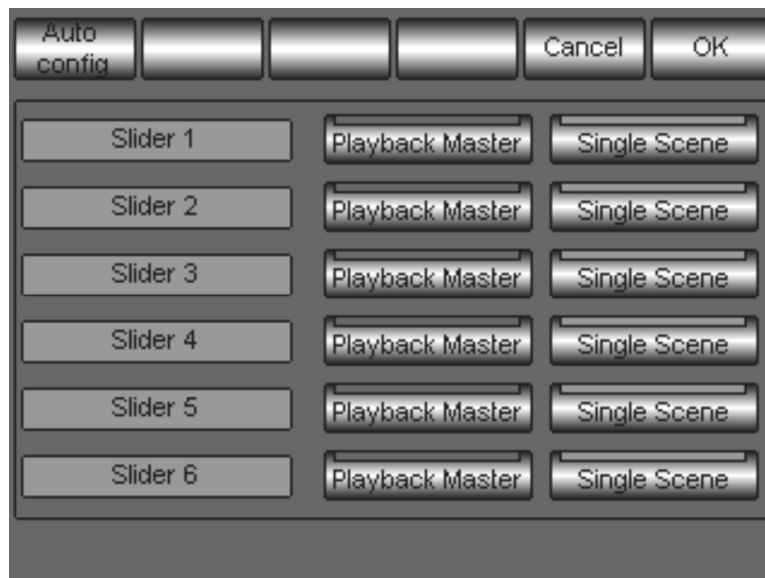 Auto
config
Cancel
OK
Slider 1 Playback Master Single Scene
Slider 2 Playback Master Single Scene
Slider 3 Playback Master Single Scene
Slider 4 Playback Master Single Scene
Slider 5 Playback Master Single Scene
Slider 6 Playback Master Single Scene